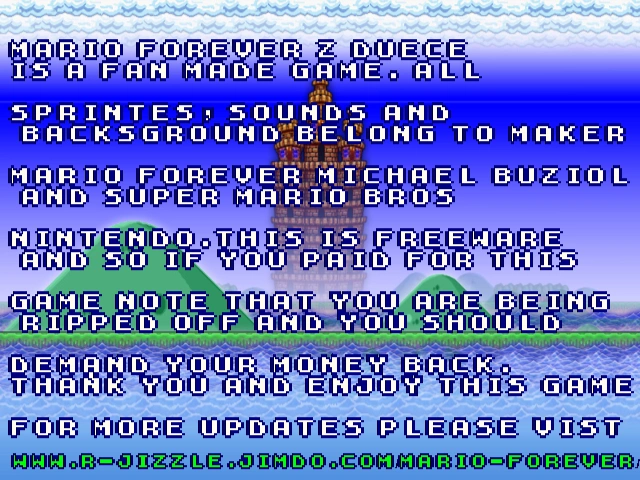 MARIO FOREVER Z DUECE
IS A FAN MADE GAME. ALL
SPRINTES, SOUNDS AND
BACKSGROUND BELONG TO MAKER
MARIO FOREVER MICHAEL BUZIOL
AND SUPER MARIO BROS
NINTENDO.THIS IS FREEWARE
AND SO IF YOU PAID FOR THIS
GAME NOTE THAT YOU ARE BEING
RIPPED OFF AND YOU SHOULD
DEMAND YOUR MONEY BACK.
THANK YOU AND ENJOY THIS GAME
FOR MORE UPDATES PLEASE VIST
WWW.R-JIZZLE.JIMDO.COM/MARIO-FOREVER/